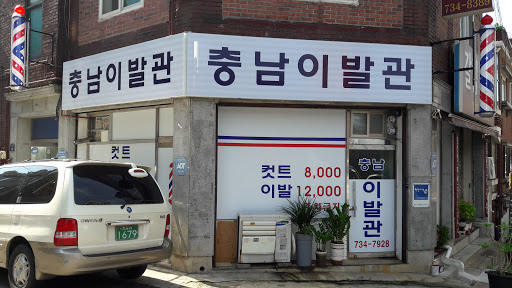 734-8389
충남이발관
충남이발관
컷트
컷트 8,000
이발 12,000
충남
이발관
734-7928
1679